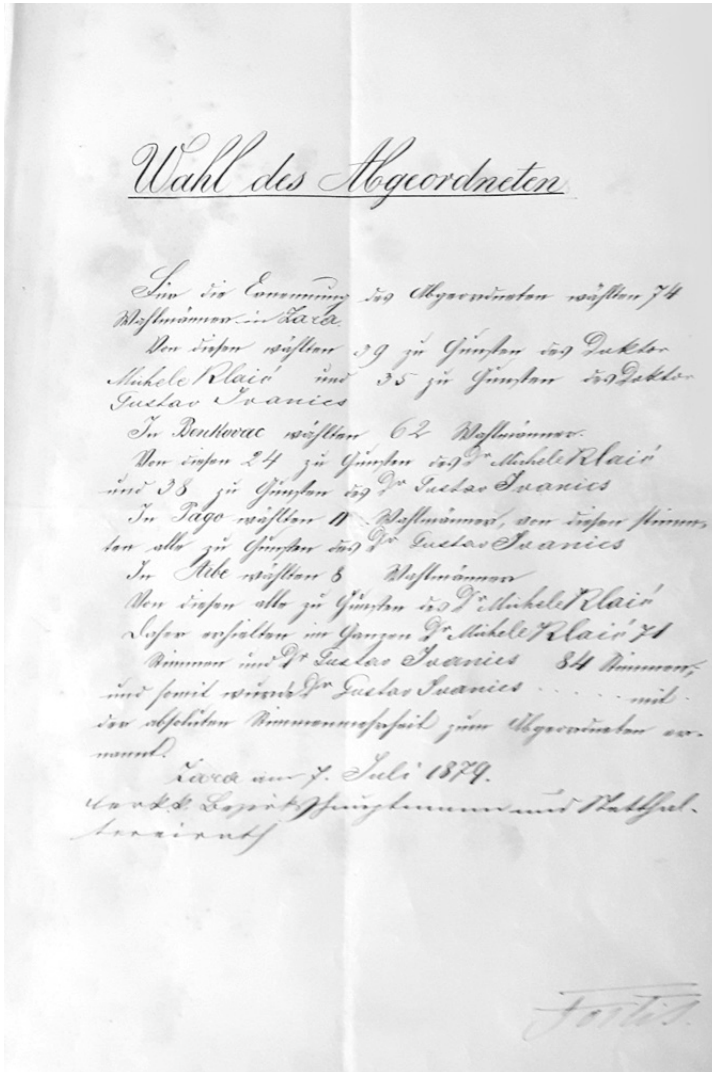 Wahl des Abgeordneten
Für die Ernennung des Abgeordneten wählten 74
Wahlmänner in Zara.
Von diesen wählten 39 zu Gunsten des Doktor
Michele Klaić und 35 zu Gunsten des Doktor
Gustav Ivanics
In Benkovac wählten 62 Wahlmänner.
Von diesen 24 zu Gunsten des Dr Michele Klaić
und 38 zu Gunsten des Dr Gustav Ivanics
In Pago wählten 11 Wahlmänner, von diesen stimm-
ten alle zu Gunsten des Dr Gustav Ivanics
In Arbe wählten 8 Wahlmänner
Von diesen alle zu Gunsten des Dr Michele Klaić
Daher erhielten im Ganzen Dr Michele Klaić 71
Stimmen und Dr Gustav Ivanics 84 Stimmen,
und somit wurde Dr Gustav Ivanics . . . . . . mit
der absoluten Stimmenmehrheit zum Abgeordneten er-
nannt.
Zara am 7. Juli 1879.
Der k.k. Bezirkshauptmann und Statthal-
tereirath
Fontis.